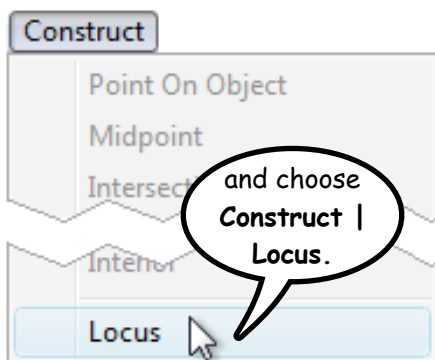 Construct
Point On Object
Midpoint
Intersect
and choose
Construct |
Locus.
Interior
Locus